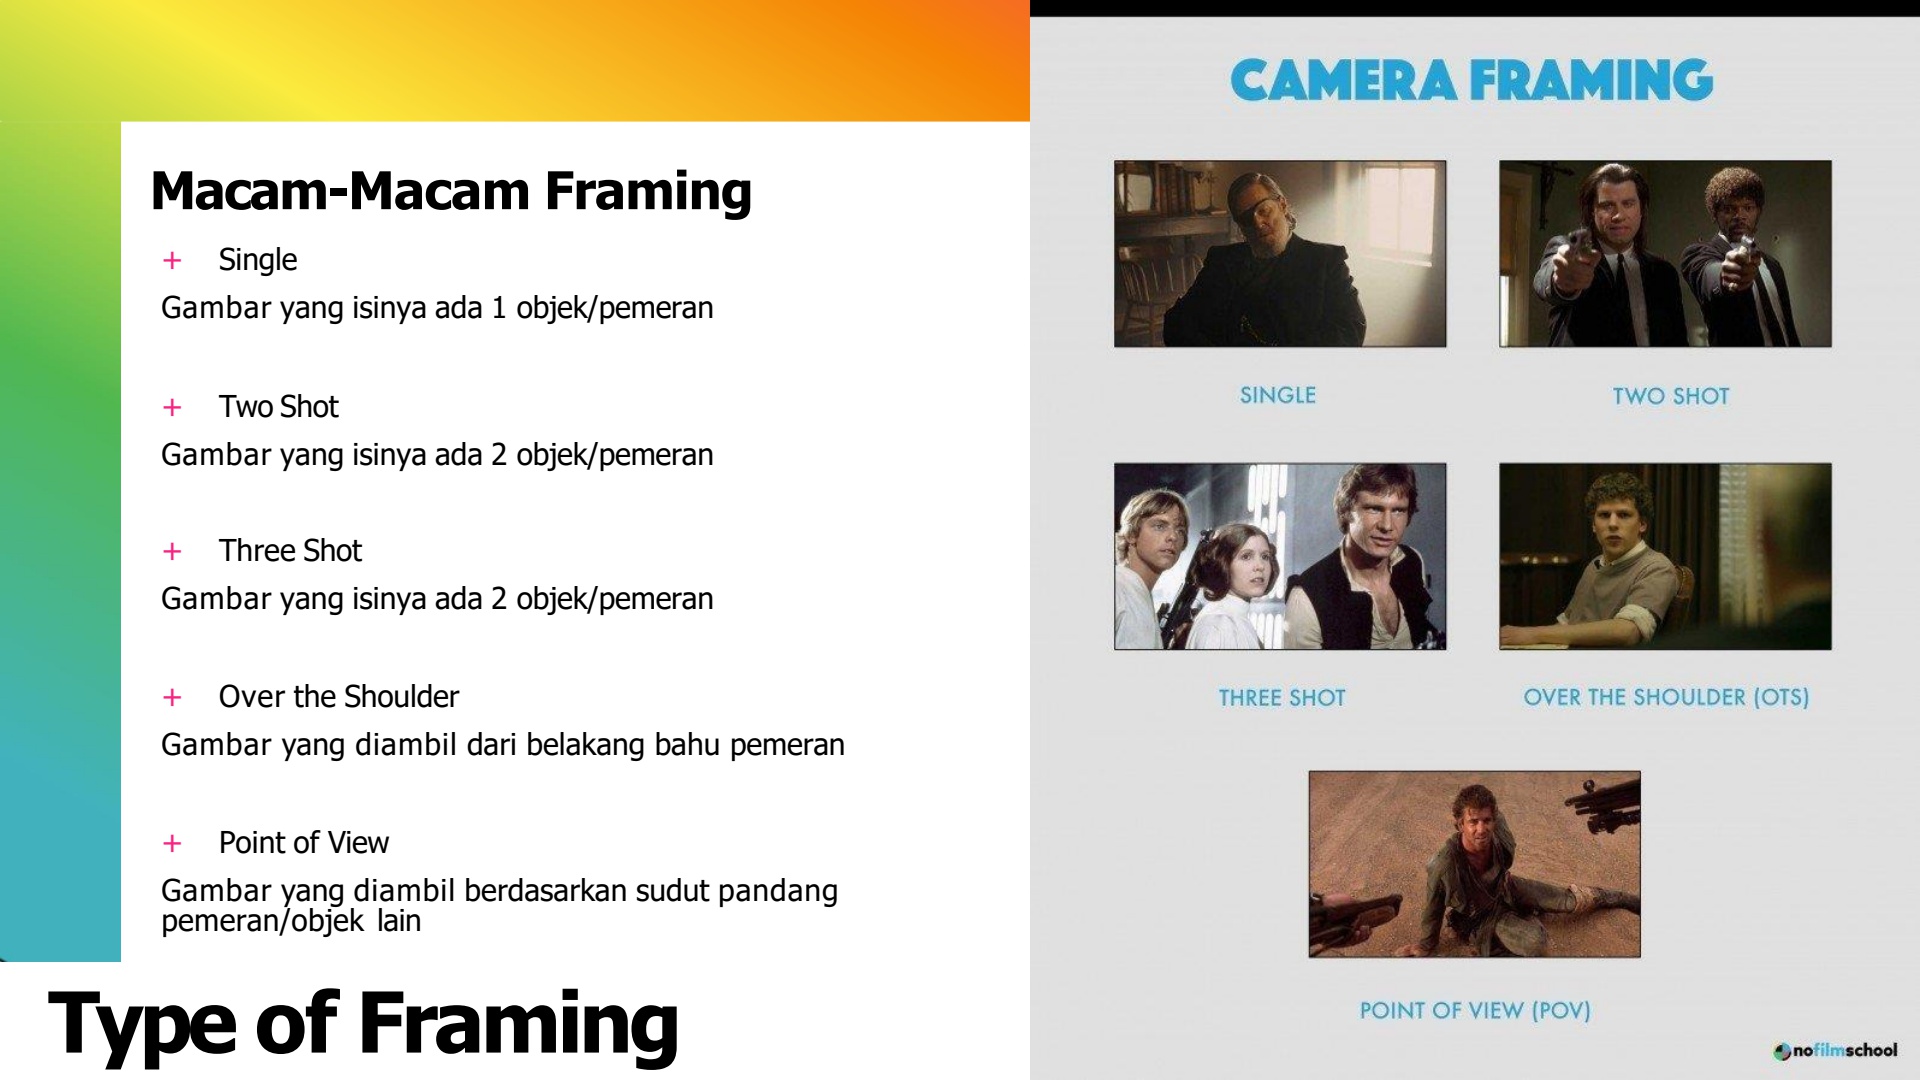 Macam-Macam Framing
+ Single
Gambar yang isinya ada 1 objek/pemeran
+ Two Shot
Gambar yang isinya ada 2 objek/pemeran
+ Three Shot
Gambar yang isinya ada 2 objek/pemeran
+ Over the Shoulder
Gambar yang diambil dari belakang bahu pemeran
+ Point of View
Gambar yang diambil berdasarkan sudut pandang
pemeran/objek lain
Type of Framing
CAMERA FRAMING
SINGLE
TWO SHOT
THREE SHOT
OVER THE SHOULDER (OTS)
POINT OF VIEW (POV)
nofilmschool